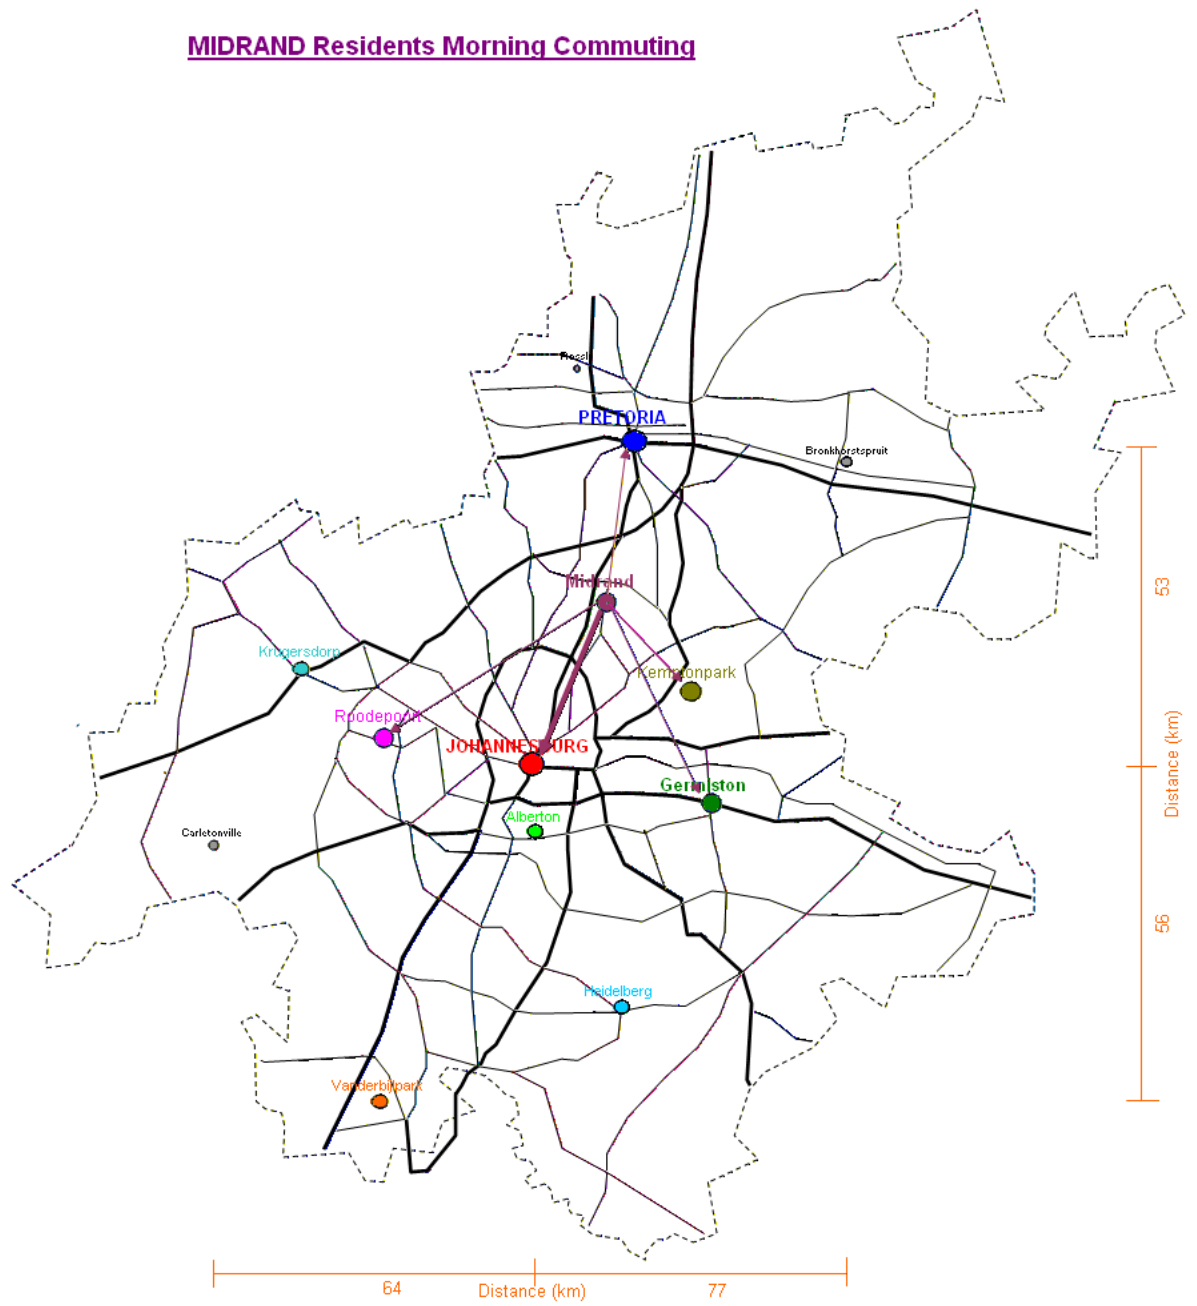 MIDRAND Residents Morning Commuting
Rossl
PRETORIA
Bronkhorstspruit
Midrand
53
Krugersdorp
Kemptonpark
Roodepoort
JOHANNESBURG
Distance (km)
Germiston
Alberton
Carletonville
56
Heidelberg
Vanderbijlpark
64
Distance (km)
77